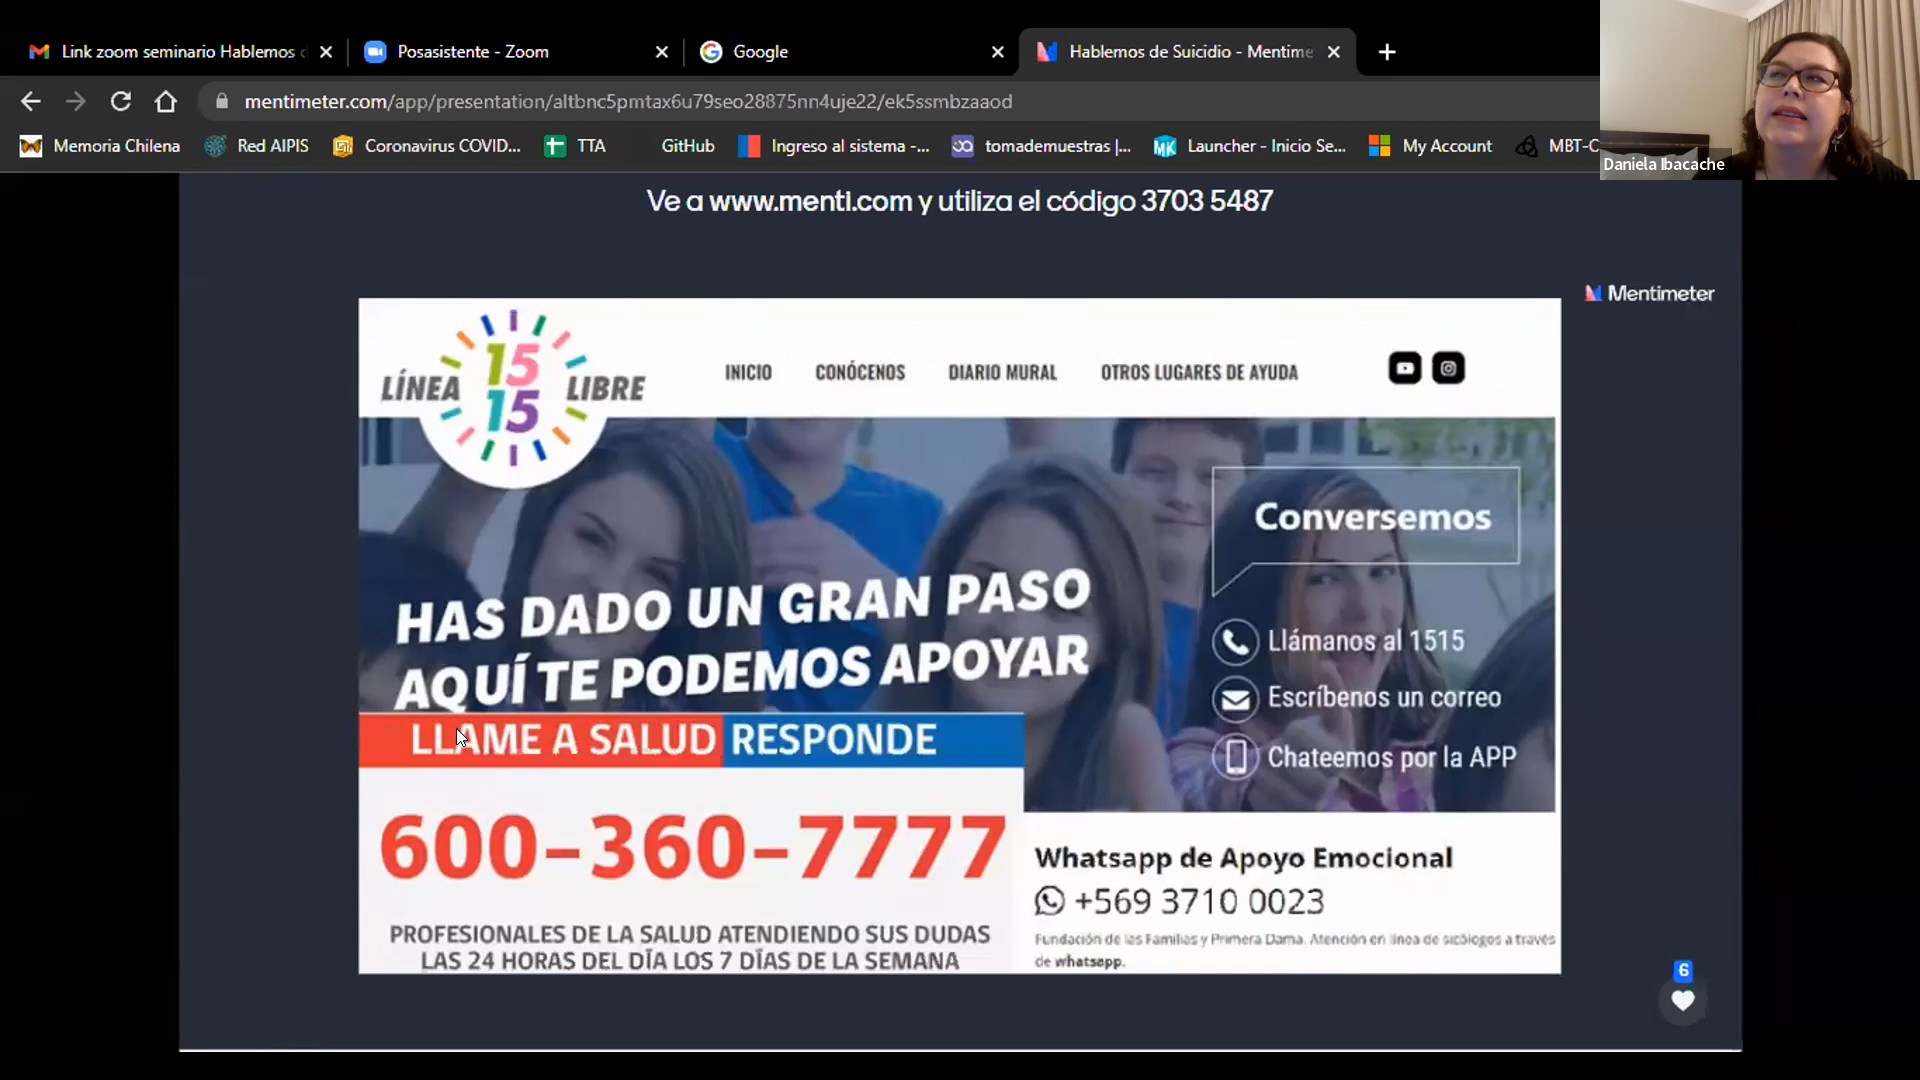 Link zoom seminario Hablemos d
Posasistente - Zoom
Google
Hablemos de Suicidio - Mentime
mentimeter.com/app/presentation/altbnc5pmtax6u79seo28875nn4uje22/ek5ssmbzaaod
Memoria Chilena
Red AIPIS
Coronavirus COVID...
TTA
GitHub
Ingreso al sistema -...
tomademuestras |...
Launcher - Inicio Se...
My Account
MBT-C
Daniela Ibacache
Ve a www.menti.com y utiliza el código 3703 5487
Mentimeter
LÍNEA 15 15 LIBRE
INICIO
CONÓCENOS
DIARIO MURAL
OTROS LUGARES DE AYUDA
Conversemos
HAS DADO UN GRAN PASO
AQUÍ TE PODEMOS APOYAR
Llámanos al 1515
Escríbenos un correo
Chateemos por la APP
LLAME A SALUD RESPONDE
600-360-7777
PROFESIONALES DE LA SALUD ATENDIENDO SUS DUDAS
LAS 24 HORAS DEL DÍA LOS 7 DÍAS DE LA SEMANA
Whatsapp de Apoyo Emocional
+569 3710 0023
Fundación de las Familias y Primera Dama. Atención en línea de sicólogos a través
de whatsapp.
6